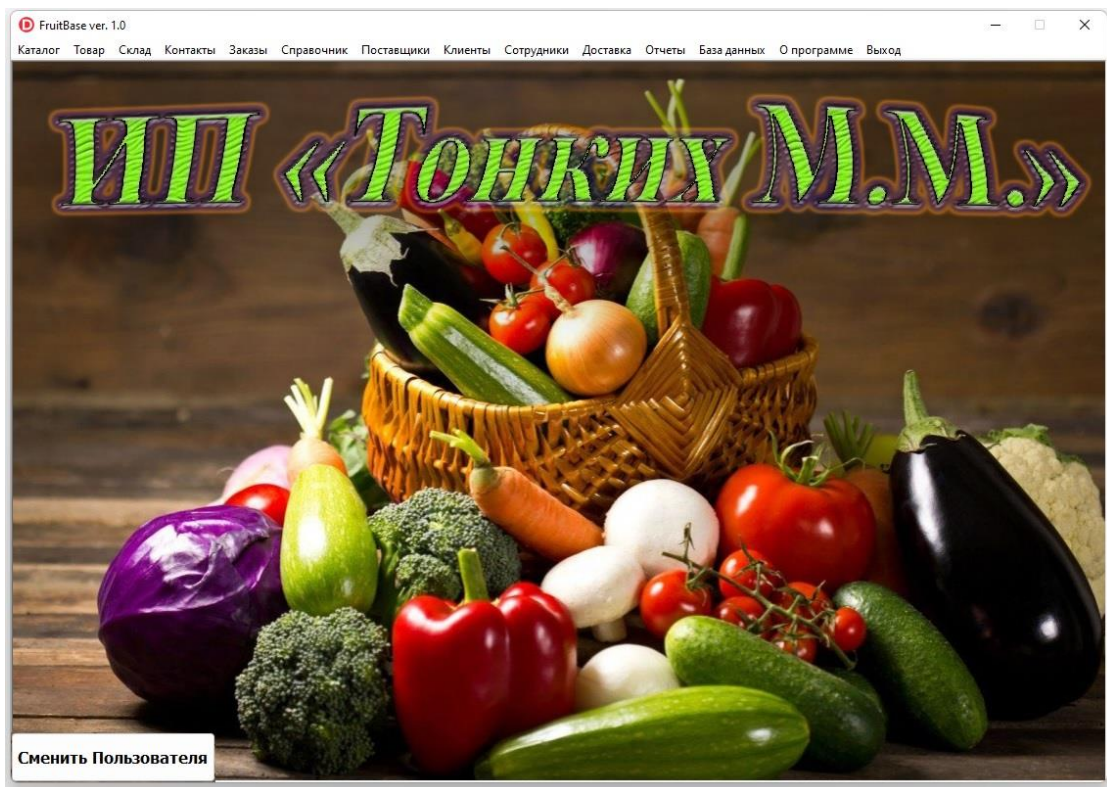 FruitBase ver. 1.0
Каталог Товар Склад Контакты Заказы Справочник Поставщики Клиенты Сотрудники Доставка Отчеты База данных О программе Выход
ИП «Тонких М.М.»
Сменить Пользователя